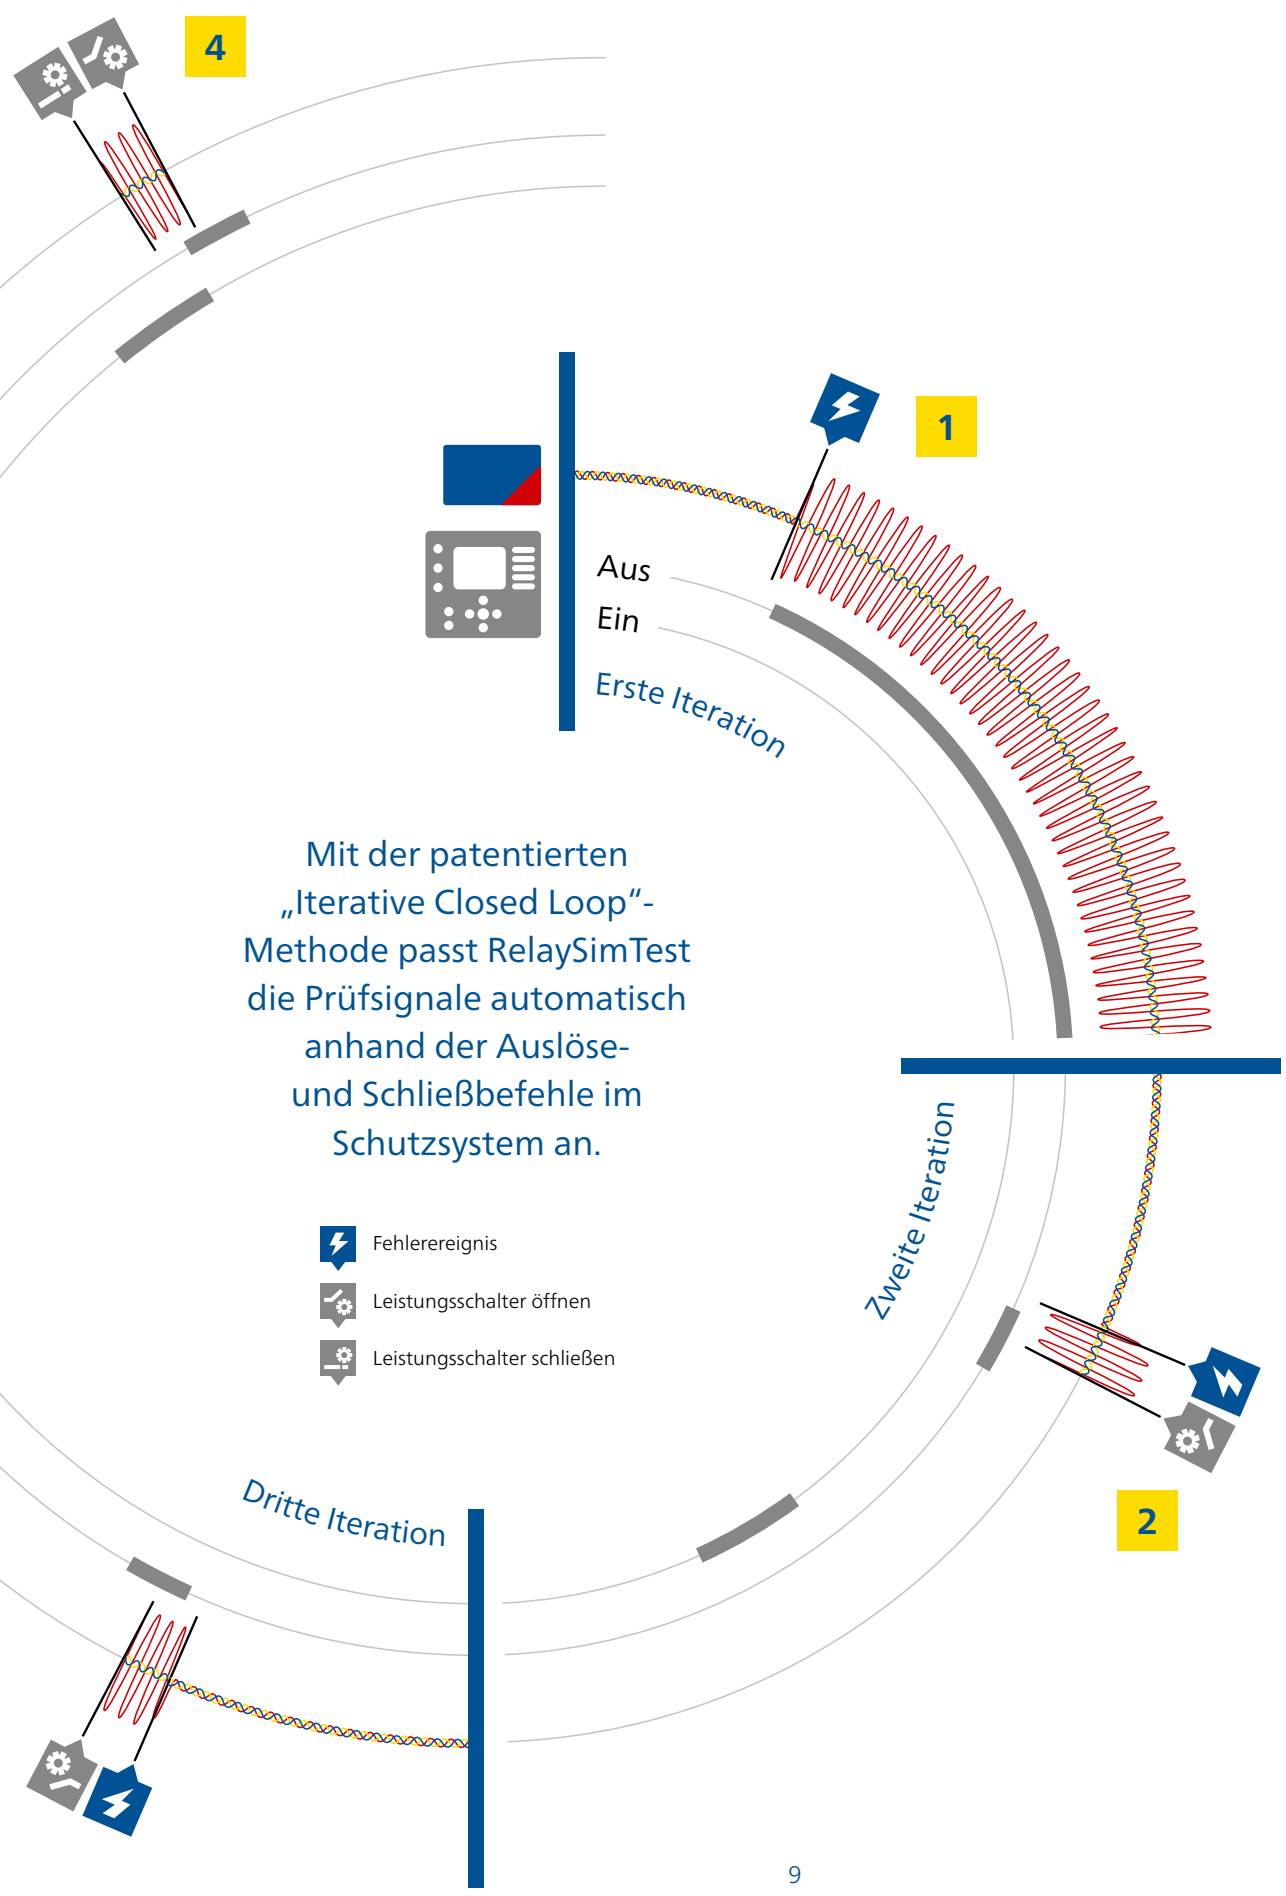 4
1
Aus
Ein
Erste Iteration
Mit der patentierten
„Iterative Closed Loop“-
Methode passt RelaySimTest
die Prüfsignale automatisch
anhand der Auslöse-
und Schließbefehle im
Schutzsystem an.
Zweite Iteration
Fehlerereignis
Leistungsschalter öffnen
Leistungsschalter schließen
2
Dritte Iteration
9